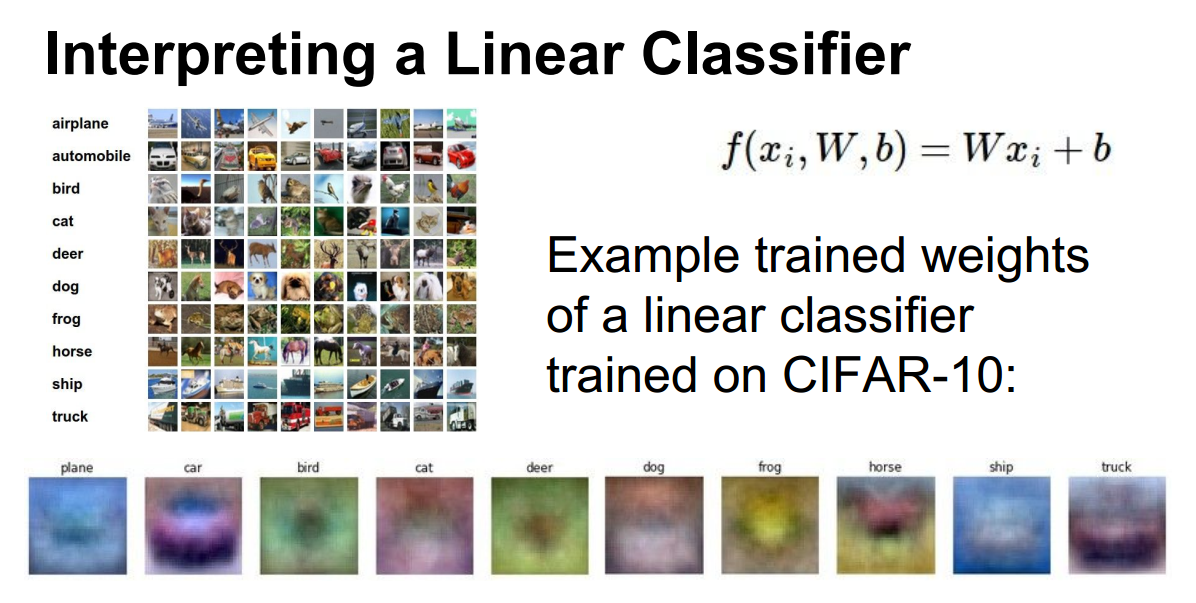 Interpreting a Linear Classifier
airplane
automobile
bird
cat
deer
dog
frog
horse
ship
truck
f(xᵢ, W, b) = Wxᵢ + b
Example trained weights
of a linear classifier
trained on CIFAR-10:
plane car bird cat deer dog frog horse ship truck